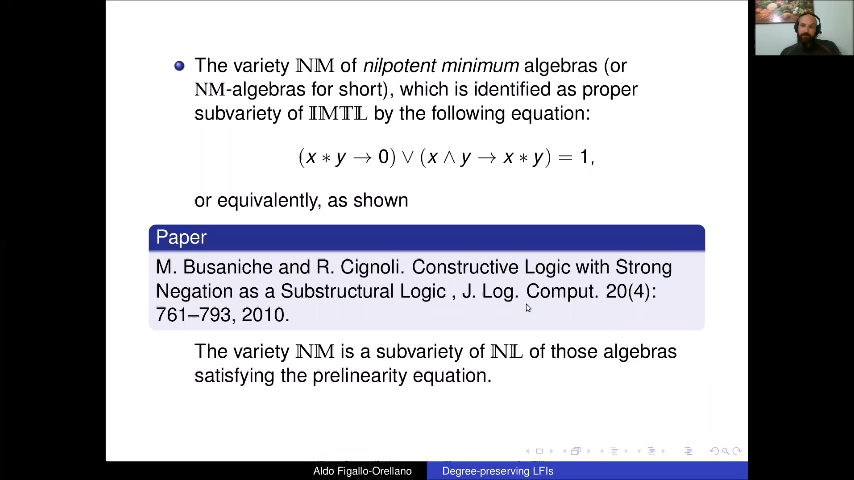 The variety ℕ𝕄 of nilpotent minimum algebras (or
NM-algebras for short), which is identified as proper
subvariety of 𝕀𝕄𝕋𝕃 by the following equation:
(x ∗ y → 0) ∨ (x ∧ y → x ∗ y) = 1,
or equivalently, as shown
Paper
M. Busaniche and R. Cignoli. Constructive Logic with Strong
Negation as a Substructural Logic , J. Log. Comput. 20(4):
761–793, 2010.
The variety ℕ𝕄 is a subvariety of ℕ𝕃 of those algebras
satisfying the prelinearity equation.
Aldo Figallo-Orellano
Degree-preserving LFIs